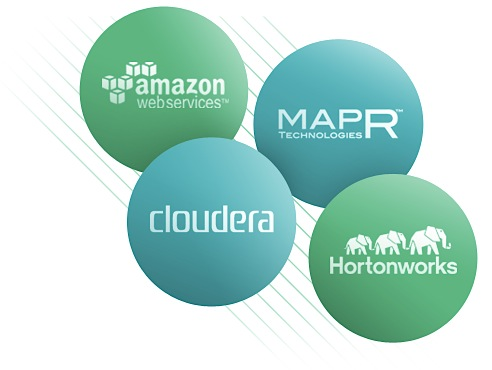 amazon
webservices™
MAPR™
TECHNOLOGIES
cloudera
Hortonworks